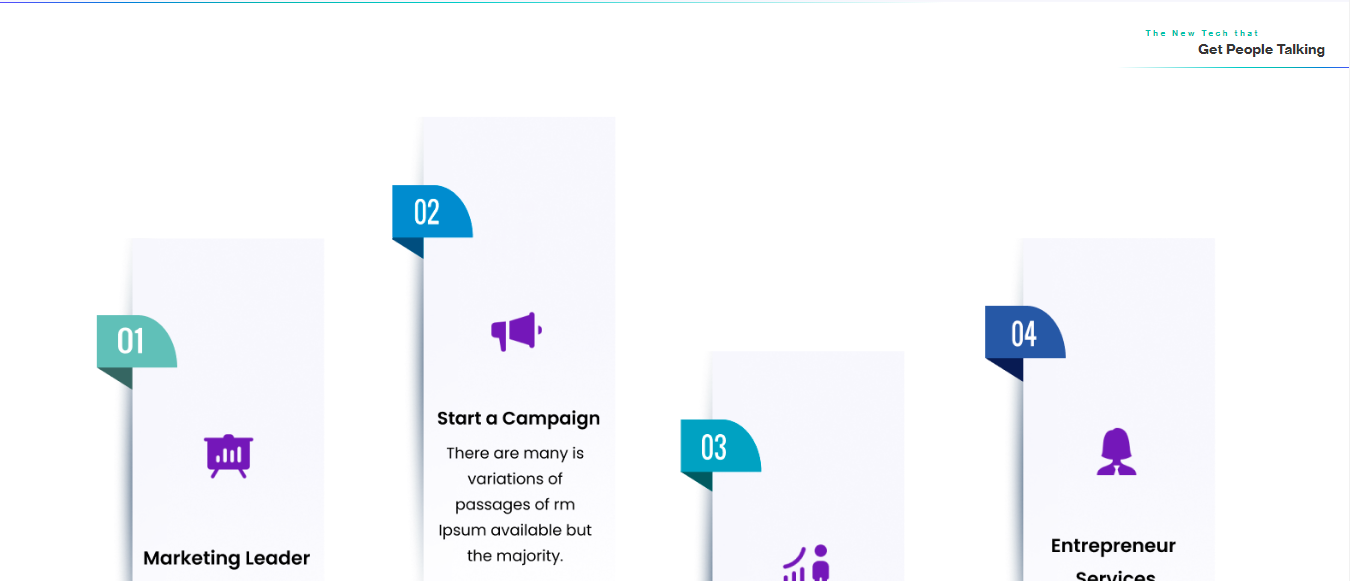 The New Tech that
Get People Talking
01
Marketing Leader
02
Start a Campaign
There are many is
variations of
passages of rm
Ipsum available but
the majority.
03
04
Entrepreneur
Services